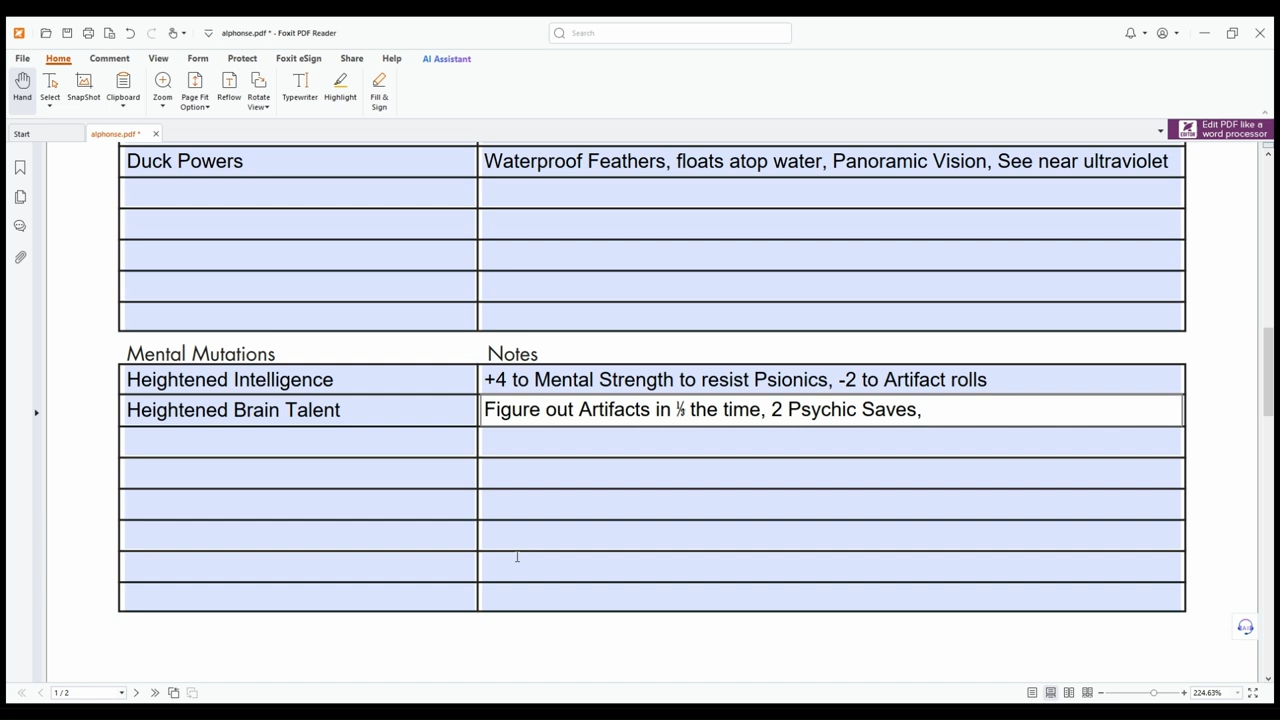 alphonse.pdf * - Foxit PDF Reader
Search
File Home Comment View Form Protect Foxit eSign Share Help AI Assistant
Hand Select SnapShot Clipboard Zoom Page Fit Option Reflow Rotate View Typewriter Highlight Fill & Sign
Start alphonse.pdf *
EDITOR Edit PDF like a word processor
Duck Powers Waterproof Feathers, floats atop water, Panoramic Vision, See near ultraviolet
Mental Mutations Notes
Heightened Intelligence +4 to Mental Strength to resist Psionics, -2 to Artifact rolls
Heightened Brain Talent Figure out Artifacts in the time, 2 Psychic Saves,
1 / 2 224.63%